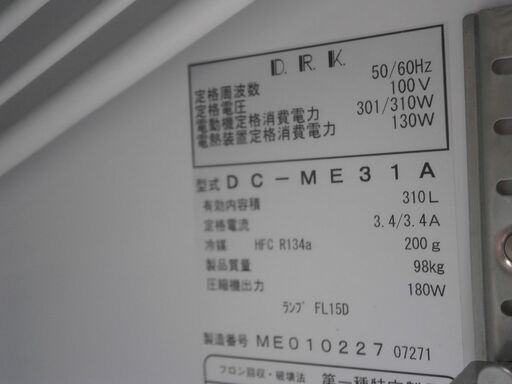 D.R.K.
定格周波数 50/60Hz
定格電圧 100V
電動機定格消費電力 301/310W
電熱装置定格消費電力 130W
型式 DC-ME31A
有効内容積 310L
定格電流 3.4/3.4A
冷媒 HFC R134a 200g
製品質量 98kg
圧縮機出力 180W
ﾗﾝﾌﾟ FL15D
製造番号 ME010227 07271
フロン回収・破壊法 第一種特定製